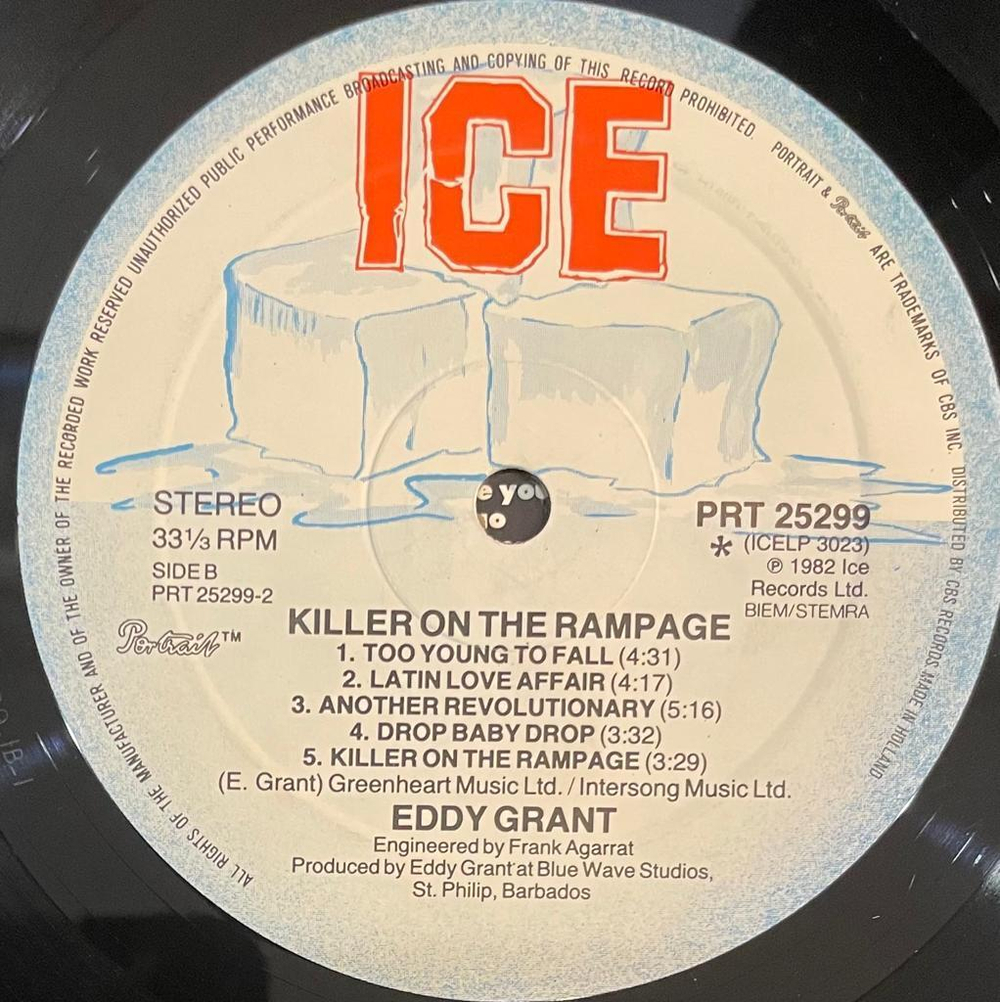 ALL RIGHTS OF THE MANUFACTURER AND OF THE OWNER OF THE RECORDED WORK RESERVED UNAUTHORIZED PUBLIC PERFORMANCE BROADCASTING AND COPYING OF THIS RECORD PROHIBITED. PORTRAIT & Portrait ARE TRADEMARKS OF CBS INC. DISTRIBUTED BY CBS RECORDS MADE IN HOLLAND
ICE
e you
STEREO
33⅓ RPM
SIDE B
PRT 25299-2
Portrait™
PRT 25299
* (ICELP 3023)
℗ 1982 Ice
Records Ltd.
BIEM/STEMRA
KILLER ON THE RAMPAGE
1. TOO YOUNG TO FALL (4:31)
2. LATIN LOVE AFFAIR (4:17)
3. ANOTHER REVOLUTIONARY (5:16)
4. DROP BABY DROP (3:32)
5. KILLER ON THE RAMPAGE (3:29)
(E. Grant) Greenheart Music Ltd. / Intersong Music Ltd.
EDDY GRANT
Engineered by Frank Agarrat
Produced by Eddy Grant at Blue Wave Studios,
St. Philip, Barbados